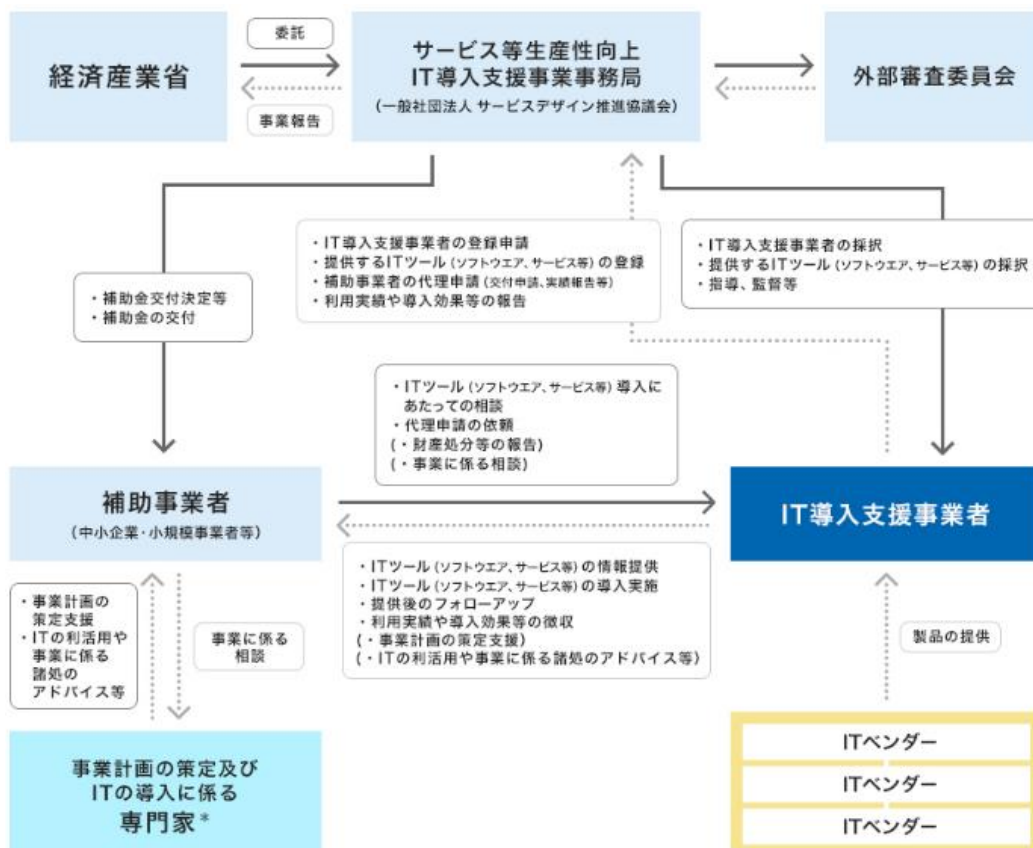 委託
経済産業省
サービス等生産性向上
IT導入支援事業事務局
(一般社団法人 サービスデザイン推進協議会)
外部審査委員会
事業報告
・IT導入支援事業者の登録申請
・提供するITツール(ソフトウエア、サービス等)の登録
・補助事業者の代理申請(交付申請、実績報告等)
・利用実績や導入効果等の報告
・IT導入支援事業者の採択
・提供するITツール(ソフトウエア、サービス等)の採択
・指導、監督等
・補助金交付決定等
・補助金の交付
・ITツール(ソフトウエア、サービス等)導入に
あたっての相談
・代理申請の依頼
(・財産処分等の報告)
(・事業に係る相談)
補助事業者
(中小企業・小規模事業者等)
IT導入支援事業者
・ITツール(ソフトウエア、サービス等)の情報提供
・ITツール(ソフトウエア、サービス等)の導入実施
・提供後のフォローアップ
・利用実績や導入効果等の徴収
(・事業計画の策定支援)
(・ITの利活用や事業に係る諸処のアドバイス等)
・事業計画の
策定支援
・ITの利活用や
事業に係る
諸処の
アドバイス等
事業に係る
相談
製品の提供
事業計画の策定及び
ITの導入に係る
専門家*
ITベンダー
ITベンダー
ITベンダー